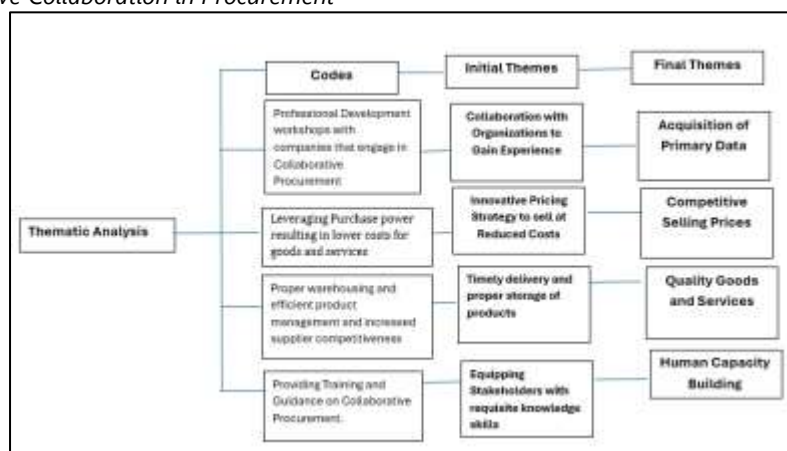 ve Collaboration in Procurement
Codes
Initial Themes
Final Themes
Professional Development
workshops with
companies that engage in
Collaborative
Procurement
Collaboration with
Organizations to
Gain Experience
Acquisition of
Primary Data
Thematic Analysis
Leveraging Purchase power
resulting in lower costs for
goods and services
Innovative Pricing
Strategy to sell at
Reduced Costs
Competitive
Selling Prices
Proper warehousing and
efficient product
management and increased
supplier competitiveness
Timely delivery and
proper storage of
products
Quality Goods
and Services
Providing Training and
Guidance on Collaborative
Procurement.
Equipping
Stakeholders with
requisite knowledge
skills
Human Capacity
Building